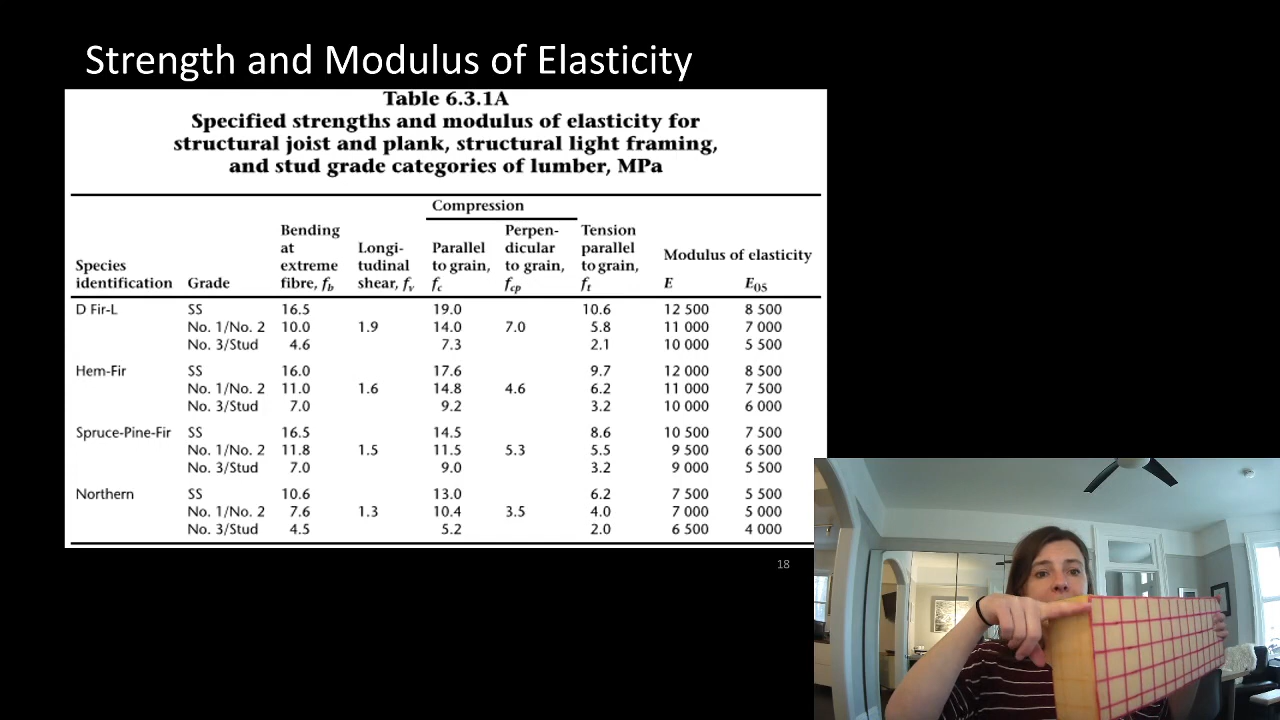 Strength and Modulus of Elasticity
Table 6.3.1A
Specified strengths and modulus of elasticity for
structural joist and plank, structural light framing,
and stud grade categories of lumber, MPa
Compression
Bending Perpen- Tension
at Longi- Parallel dicular parallel Modulus of elasticity
Species extreme tudinal to grain, to grain, to grain,
identification Grade fibre, fb shear, fv fc fcp ft E E05
D Fir-L SS 16.5 19.0 10.6 12 500 8 500
No. 1/No. 2 10.0 1.9 14.0 7.0 5.8 11 000 7 000
No. 3/Stud 4.6 7.3 2.1 10 000 5 500
Hem-Fir SS 16.0 17.6 9.7 12 000 8 500
No. 1/No. 2 11.0 1.6 14.8 4.6 6.2 11 000 7 500
No. 3/Stud 7.0 9.2 3.2 10 000 6 000
Spruce-Pine-Fir SS 16.5 14.5 8.6 10 500 7 500
No. 1/No. 2 11.8 1.5 11.5 5.3 5.5 9 500 6 500
No. 3/Stud 7.0 9.0 3.2 9 000 5 500
Northern SS 10.6 13.0 6.2 7 500 5 500
No. 1/No. 2 7.6 1.3 10.4 3.5 4.0 7 000 5 000
No. 3/Stud 4.5 5.2 2.0 6 500 4 000
18